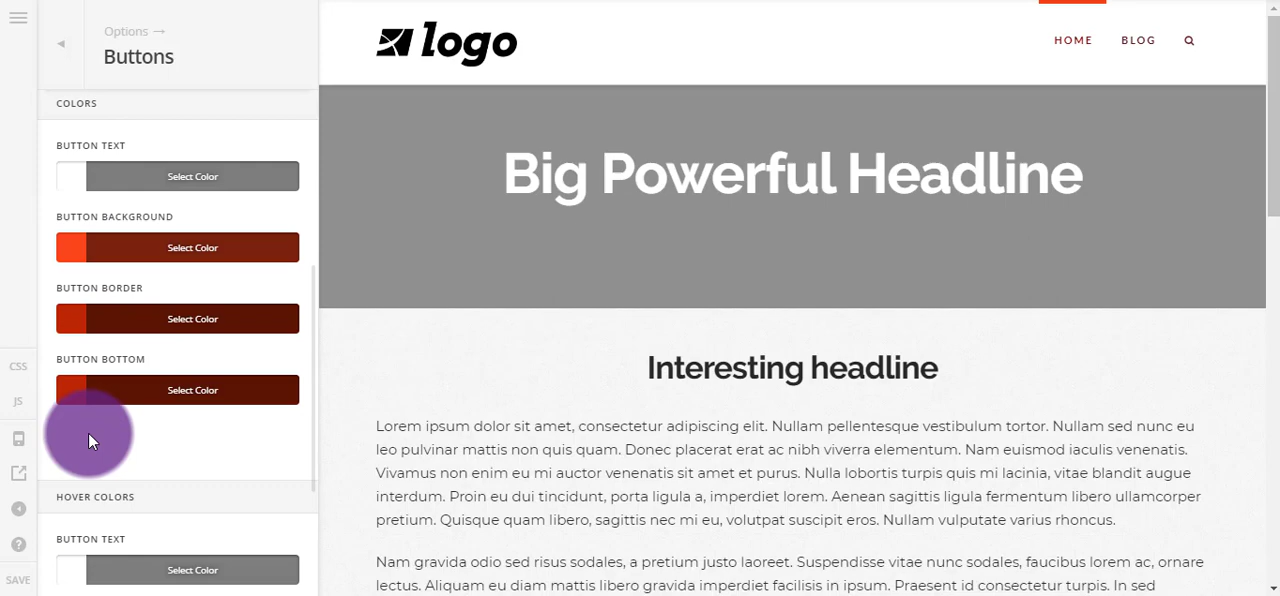 Options →
Buttons
COLORS
BUTTON TEXT
Select Color
BUTTON BACKGROUND
Select Color
BUTTON BORDER
Select Color
BUTTON BOTTOM
Select Color
HOVER COLORS
BUTTON TEXT
Select Color
CSS
JS
?
SAVE
logo
HOME BLOG
Big Powerful Headline
Interesting headline
Lorem ipsum dolor sit amet, consectetur adipiscing elit. Nullam pellentesque vestibulum tortor. Nullam sed nunc eu
leo pulvinar mattis non quis quam. Donec placerat erat ac nibh viverra elementum. Nam euismod iaculis venenatis.
Vivamus non enim eu mi auctor venenatis sit amet et purus. Nulla lobortis turpis quis mi lacinia, vitae blandit augue
interdum. Proin eu dui tincidunt, porta ligula a, imperdiet lorem. Aenean sagittis ligula fermentum libero ullamcorper
pretium. Quisque quam libero, sagittis nec mi eu, volutpat suscipit eros. Nullam vulputate varius rhoncus.
Nam gravida odio sed risus sodales, a pretium justo laoreet. Suspendisse vitae nunc sodales, faucibus lorem ac, ornare
lectus. Aliquam eu diam mattis libero gravida imperdiet facilisis in ipsum. Praesent id consectetur turpis. In sed